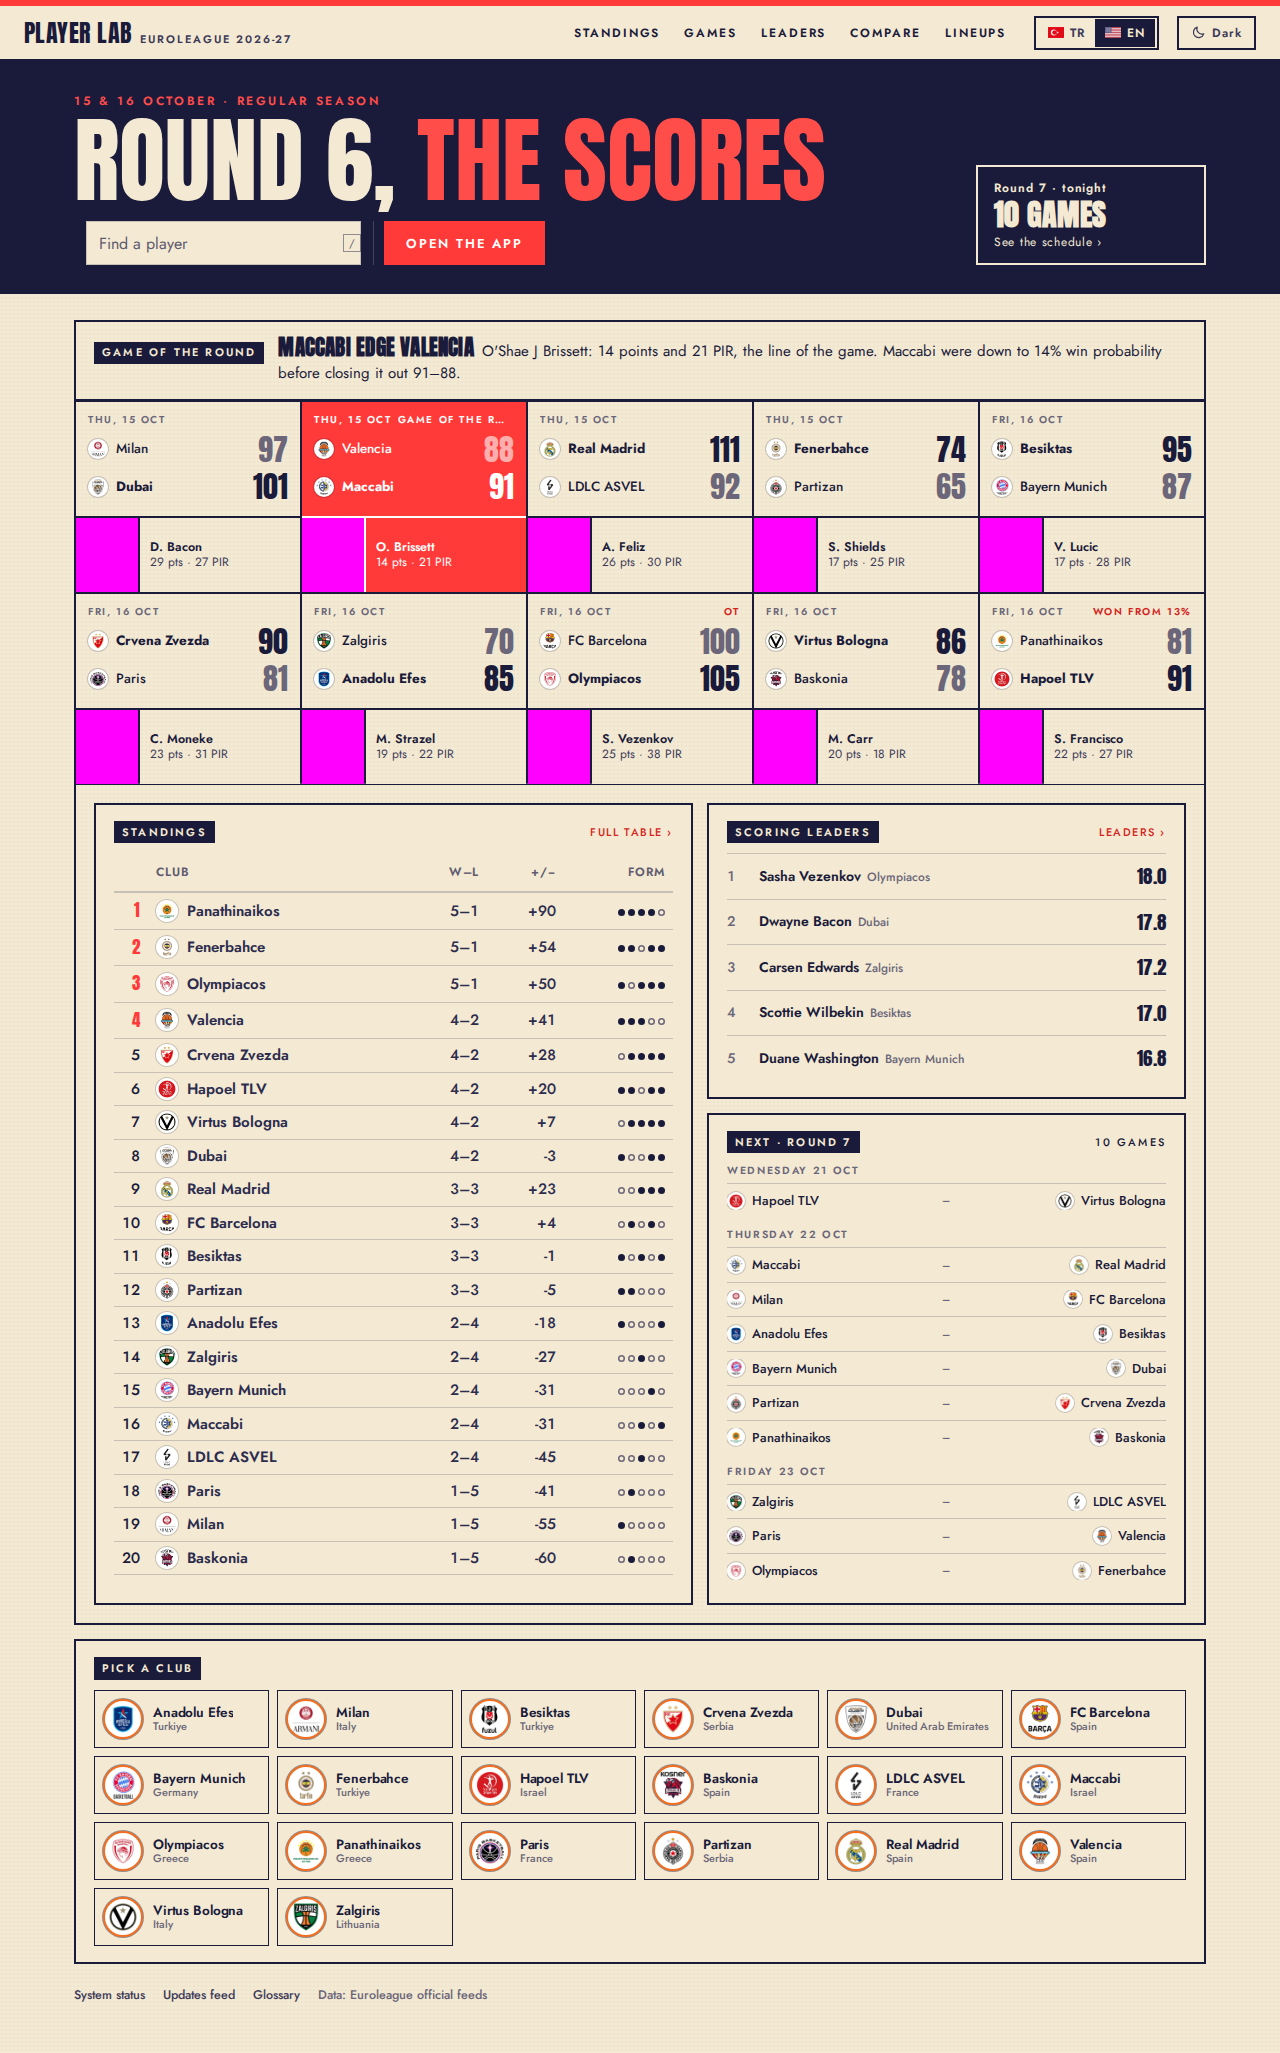 PLAYER LAB EUROLEAGUE 2026-27
STANDINGS GAMES LEADERS COMPARE LINEUPS TR EN Dark
15 & 16 OCTOBER · REGULAR SEASON
ROUND 6, THE SCORES
Find a player /
OPEN THE APP
Round 7 · tonight
10 GAMES
See the schedule ›
GAME OF THE ROUND MACCABI EDGE VALENCIA O'Shae J Brissett: 14 points and 21 PIR, the line of the game. Maccabi were down to 14% win probability
before closing it out 91–88.
THU, 15 OCT
Milan 97
Dubai 101
THU, 15 OCT GAME OF THE R…
Valencia 88
Maccabi 91
THU, 15 OCT
Real Madrid 111
LDLC ASVEL 92
THU, 15 OCT
Fenerbahce 74
Partizan 65
FRI, 16 OCT
Besiktas 95
Bayern Munich 87
D. Bacon
29 pts · 27 PIR
O. Brissett
14 pts · 21 PIR
A. Feliz
26 pts · 30 PIR
S. Shields
17 pts · 25 PIR
V. Lucic
17 pts · 28 PIR
FRI, 16 OCT
Crvena Zvezda 90
Paris 81
FRI, 16 OCT
Zalgiris 70
Anadolu Efes 85
FRI, 16 OCT OT
FC Barcelona 100
Olympiacos 105
FRI, 16 OCT
Virtus Bologna 86
Baskonia 78
FRI, 16 OCT WON FROM 13%
Panathinaikos 81
Hapoel TLV 91
C. Moneke
23 pts · 31 PIR
M. Strazel
19 pts · 22 PIR
S. Vezenkov
25 pts · 38 PIR
M. Carr
20 pts · 18 PIR
S. Francisco
22 pts · 27 PIR
STANDINGS FULL TABLE ›
CLUB W–L +/− FORM
1 Panathinaikos 5–1 +90
2 Fenerbahce 5–1 +54
3 Olympiacos 5–1 +50
4 Valencia 4–2 +41
5 Crvena Zvezda 4–2 +28
6 Hapoel TLV 4–2 +20
7 Virtus Bologna 4–2 +7
8 Dubai 4–2 -3
9 Real Madrid 3–3 +23
10 FC Barcelona 3–3 +4
11 Besiktas 3–3 -1
12 Partizan 3–3 -5
13 Anadolu Efes 2–4 -18
14 Zalgiris 2–4 -27
15 Bayern Munich 2–4 -31
16 Maccabi 2–4 -31
17 LDLC ASVEL 2–4 -45
18 Paris 1–5 -41
19 Milan 1–5 -55
20 Baskonia 1–5 -60
SCORING LEADERS LEADERS ›
1 Sasha Vezenkov Olympiacos 18.0
2 Dwayne Bacon Dubai 17.8
3 Carsen Edwards Zalgiris 17.2
4 Scottie Wilbekin Besiktas 17.0
5 Duane Washington Bayern Munich 16.8
NEXT · ROUND 7 10 GAMES
WEDNESDAY 21 OCT
Hapoel TLV – Virtus Bologna
THURSDAY 22 OCT
Maccabi – Real Madrid
Milan – FC Barcelona
Anadolu Efes – Besiktas
Bayern Munich – Dubai
Partizan – Crvena Zvezda
Panathinaikos – Baskonia
FRIDAY 23 OCT
Zalgiris – LDLC ASVEL
Paris – Valencia
Olympiacos – Fenerbahce
PICK A CLUB
Anadolu Efes
Turkiye
Milan
Italy
Besiktas
Turkiye
Crvena Zvezda
Serbia
Dubai
United Arab Emirates
FC Barcelona
Spain
Bayern Munich
Germany
Fenerbahce
Turkiye
Hapoel TLV
Israel
Baskonia
Spain
LDLC ASVEL
France
Maccabi
Israel
Olympiacos
Greece
Panathinaikos
Greece
Paris
France
Partizan
Serbia
Real Madrid
Spain
Valencia
Spain
Virtus Bologna
Italy
Zalgiris
Lithuania
System status Updates feed Glossary Data: Euroleague official feeds